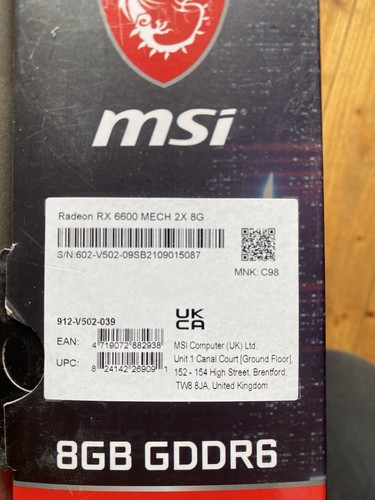 msi
Radeon RX 6600 MECH 2X 8G
S/N:602-V502-09SB2109015087
MNK: C98
912-V502-039
UK
CA
EAN: 4 719072 882938
UPC: 8 24142 26909 1
MSI Computer (UK) Ltd.
Unit 1 Canal Court [Ground Floor],
152 - 154 High Street, Brentford,
TW8 8JA, United Kingdom
8GB GDDR6